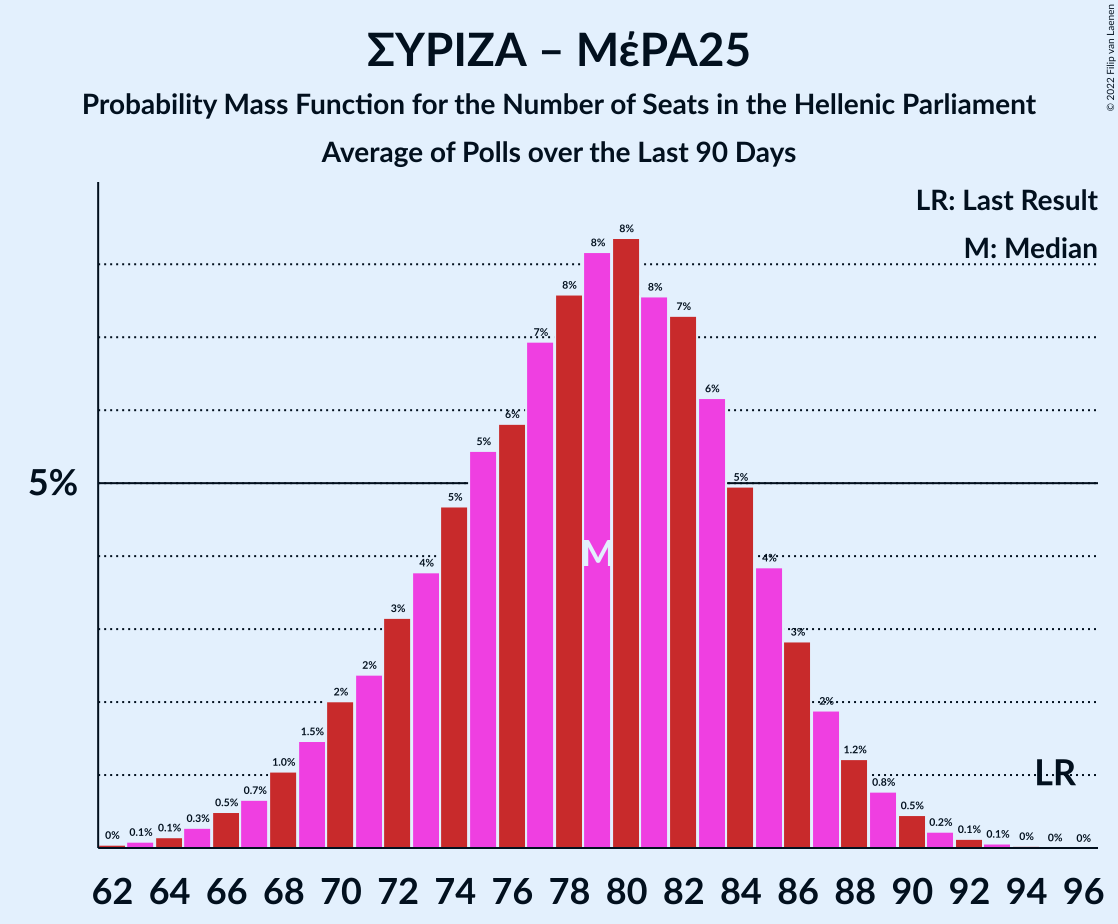 ΣΥΡΙΖΑ – ΜέΡΑ25
Probability Mass Function for the Number of Seats in the Hellenic Parliament
Average of Polls over the Last 90 Days
© 2022 Filip van Laenen
LR: Last Result
M: Median
5%
0% 0.1% 0.1% 0.3% 0.5% 0.7% 1.0% 1.5% 2% 2% 3% 4% 5% 5% 6% 7% 8% 8% 8% 8% 7% 6% 5% 4% 3% 2% 1.2% 0.8% 0.5% 0.2% 0.1% 0.1% 0% 0% 0%
M
LR
62 64 66 68 70 72 74 76 78 80 82 84 86 88 90 92 94 96